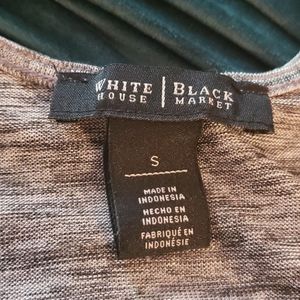 WHITE | BLACK
HOUSE | MARKET
S
MADE IN
INDONESIA
HECHO EN
INDONESIA
FABRIQUÉ EN
INDONÉSIE